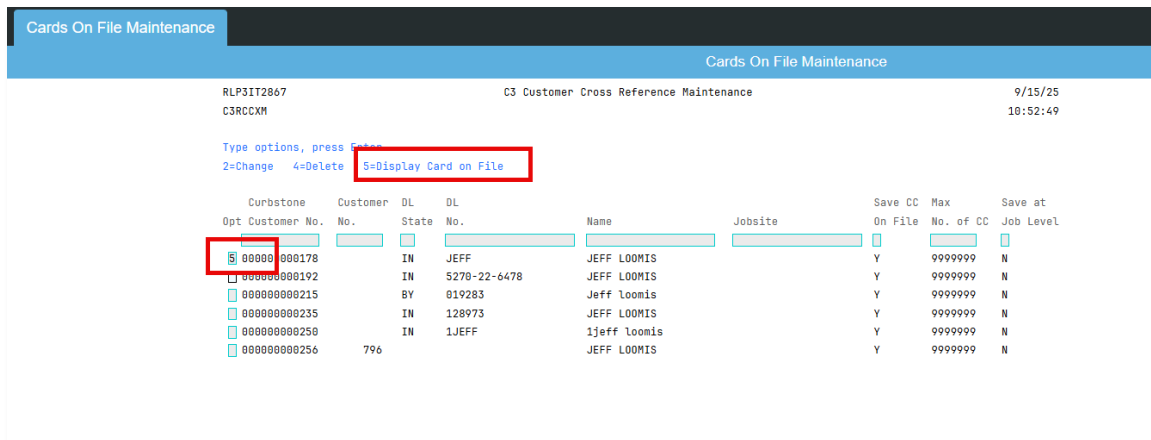 Cards On File Maintenance
Cards On File Maintenance
RLP3IT2867 C3 Customer Cross Reference Maintenance 9/15/25
C3RCCXM 10:52:49
Type options, press Enter
2=Change 4=Delete 5=Display Card on File
Curbstone Customer DL DL Save CC Max Save at
Opt Customer No. No. State No. Name Jobsite On File No. of CC Job Level
5 000000000178 IN JEFF JEFF LOOMIS Y 9999999 N
000000000192 IN 5270-22-6478 JEFF LOOMIS Y 9999999 N
000000000215 BY 019283 Jeff loomis Y 9999999 N
000000000235 IN 128973 JEFF LOOMIS Y 9999999 N
000000000250 IN 1JEFF 1jeff loomis Y 9999999 N
000000000256 796 JEFF LOOMIS Y 9999999 N